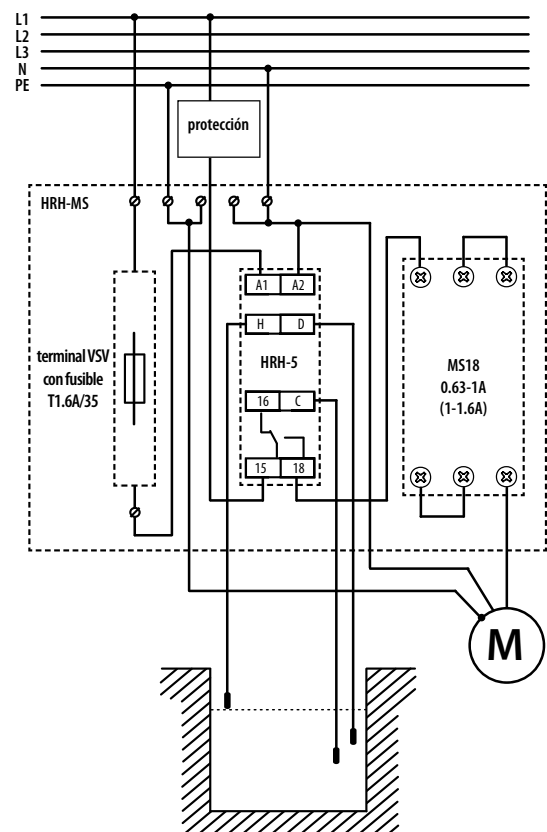 L1
L2
L3
N
PE
protección
HRH-MS
A1 A2
H D
HRH-5
16 C
15 18
terminal VSV
con fusible
T1.6A/35
MS18
0.63-1A
(1-1.6A)
M